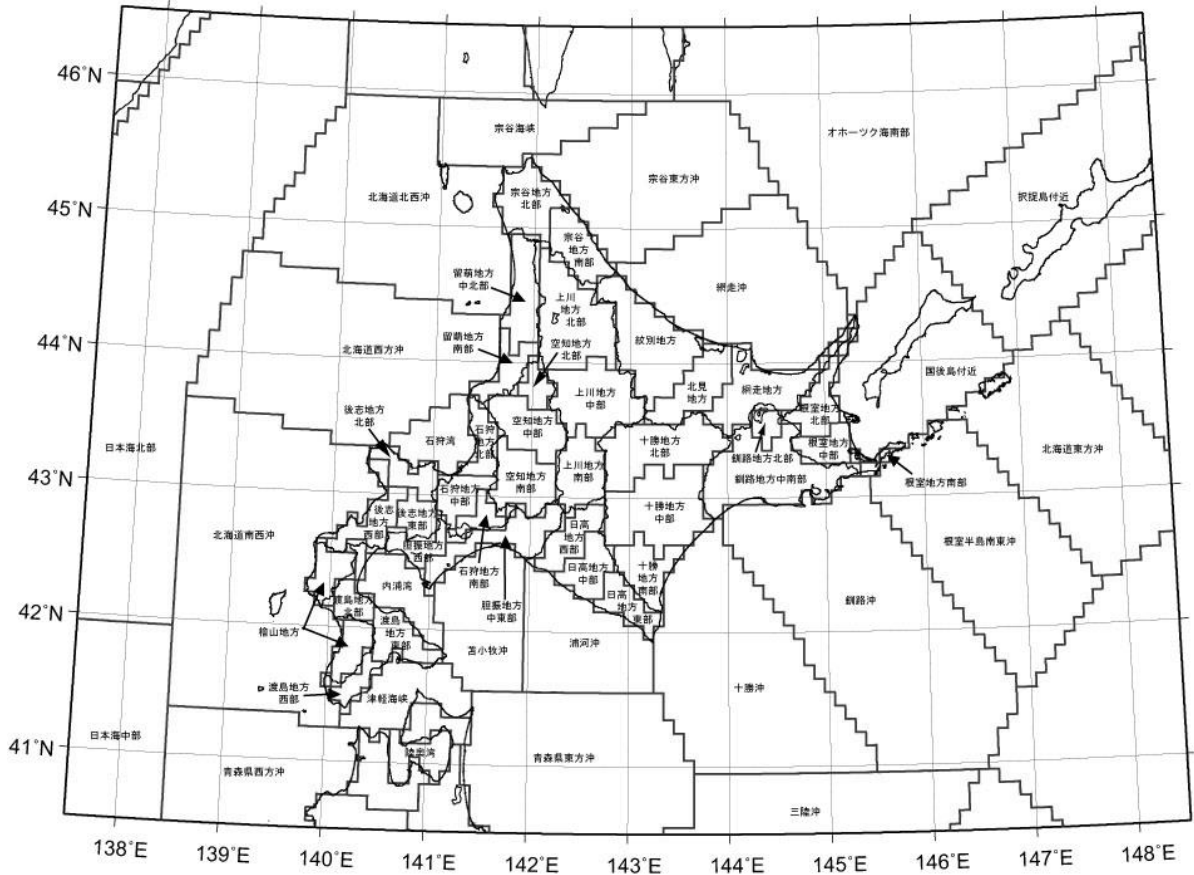 46°N
45°N
44°N
43°N
42°N
41°N
宗谷海峡
オホーツク海南部
宗谷東方沖
北海道北西沖
宗谷地方
北部
択捉島付近
宗谷
地方
南部
留萌地方
中北部
網走沖
上川
地方
北部
留萌地方
南部
北海道西方沖
空知地方
北部
紋別地方
国後島付近
上川地方
中部
北見
地方
網走地方
後志地方
北部
石狩湾
石狩
地方
北部
空知地方
中部
根室地方
北部
日本海北部
十勝地方
北部
釧路地方北部
根室地方
中部
北海道東方沖
上川地方
南部
空知地方
南部
石狩地方
中部
釧路地方中南部
根室地方南部
後志
地方
西部
後志地方
東部
十勝地方
中部
北海道南西沖
胆振地方
西部
日高
地方
西部
根室半島南東沖
石狩地方
南部
日高地方
中部
十勝
地方
南部
内浦湾
渡島地方
北部
胆振地方
中東部
日高
地方
東部
釧路沖
檜山地方
渡島
地方
東部
苫小牧沖
浦河沖
渡島地方
西部
津軽海峡
十勝沖
日本海中部
陸奥湾
青森県西方沖
青森県東方沖
三陸沖
138°E
139°E
140°E
141°E
142°E
143°E
144°E
145°E
146°E
147°E
148°E